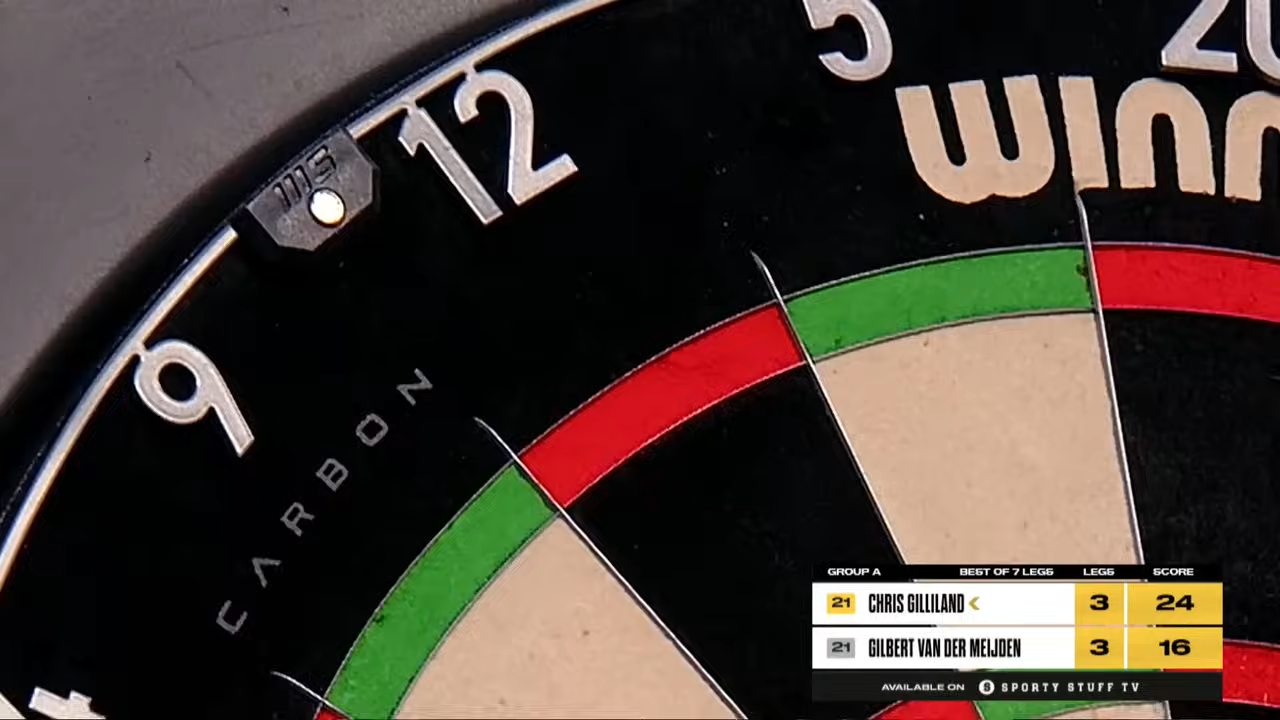 5
20
12
winn
9
CARBON
GROUP A BEST OF 7 LEGS LEGS SCORE
21 CHRIS GILLILAND 3 24
21 GILBERT VAN DER MEIJDEN 3 16
AVAILABLE ON S SPORTY STUFF TV